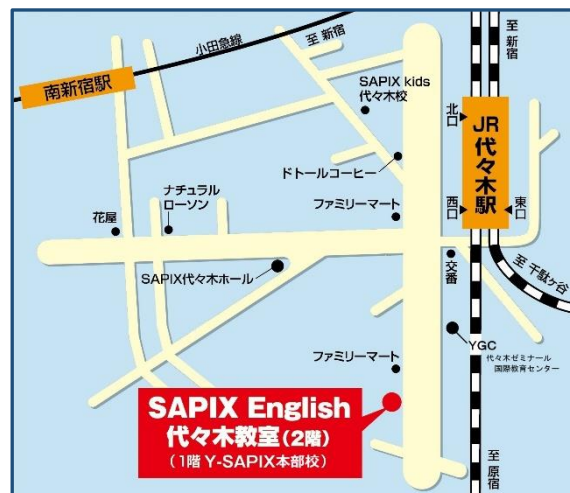 小田急線
至 新宿
至 新宿
南新宿駅
SAPIX kids
代々木校
北口
JR代々木駅
ドトールコーヒー
ナチュラル
ローソン
花屋
ファミリーマート
西口
東口
SAPIX代々木ホール
交番
至 千駄ヶ谷
YGC
代々木ゼミナール
国際教育センター
ファミリーマート
SAPIX English
代々木教室(2階)
(1階 Y-SAPIX本部校)
至 原宿